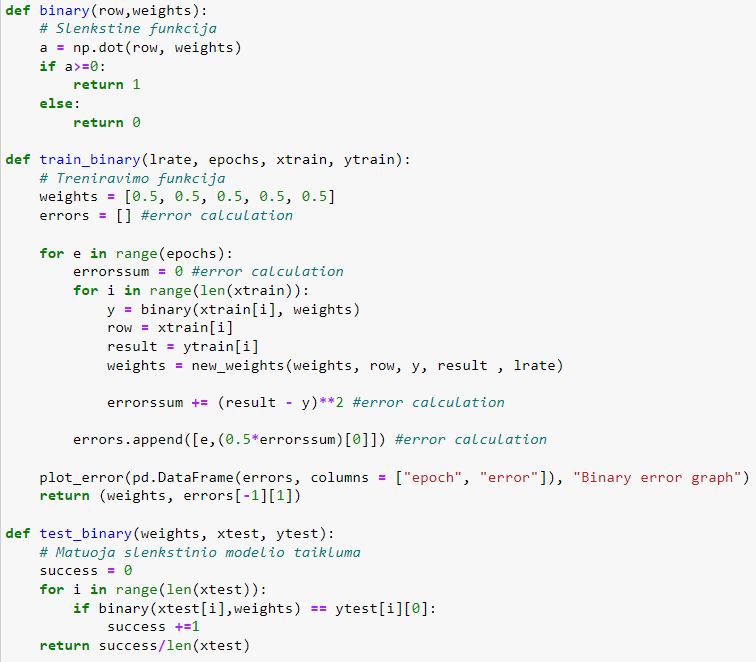 def binary(row,weights):
    # Slenkstine funkcija
    a = np.dot(row, weights)
    if a>=0:
        return 1
    else:
        return 0

def train_binary(lrate, epochs, xtrain, ytrain):
    # Treniravimo funkcija
    weights = [0.5, 0.5, 0.5, 0.5, 0.5]
    errors = [] #error calculation

    for e in range(epochs):
        errorssum = 0 #error calculation
        for i in range(len(xtrain)):
            y = binary(xtrain[i], weights)
            row = xtrain[i]
            result = ytrain[i]
            weights = new_weights(weights, row, y, result , lrate)

            errorssum += (result - y)**2 #error calculation

        errors.append([e,(0.5*errorssum)[0]]) #error calculation

    plot_error(pd.DataFrame(errors, columns = ["epoch", "error"]), "Binary error graph")
    return (weights, errors[-1][1])

def test_binary(weights, xtest, ytest):
    # Matuoja slenkstinio modelio taikluma
    success = 0
    for i in range(len(xtest)):
        if binary(xtest[i],weights) == ytest[i][0]:
            success +=1
    return success/len(xtest)